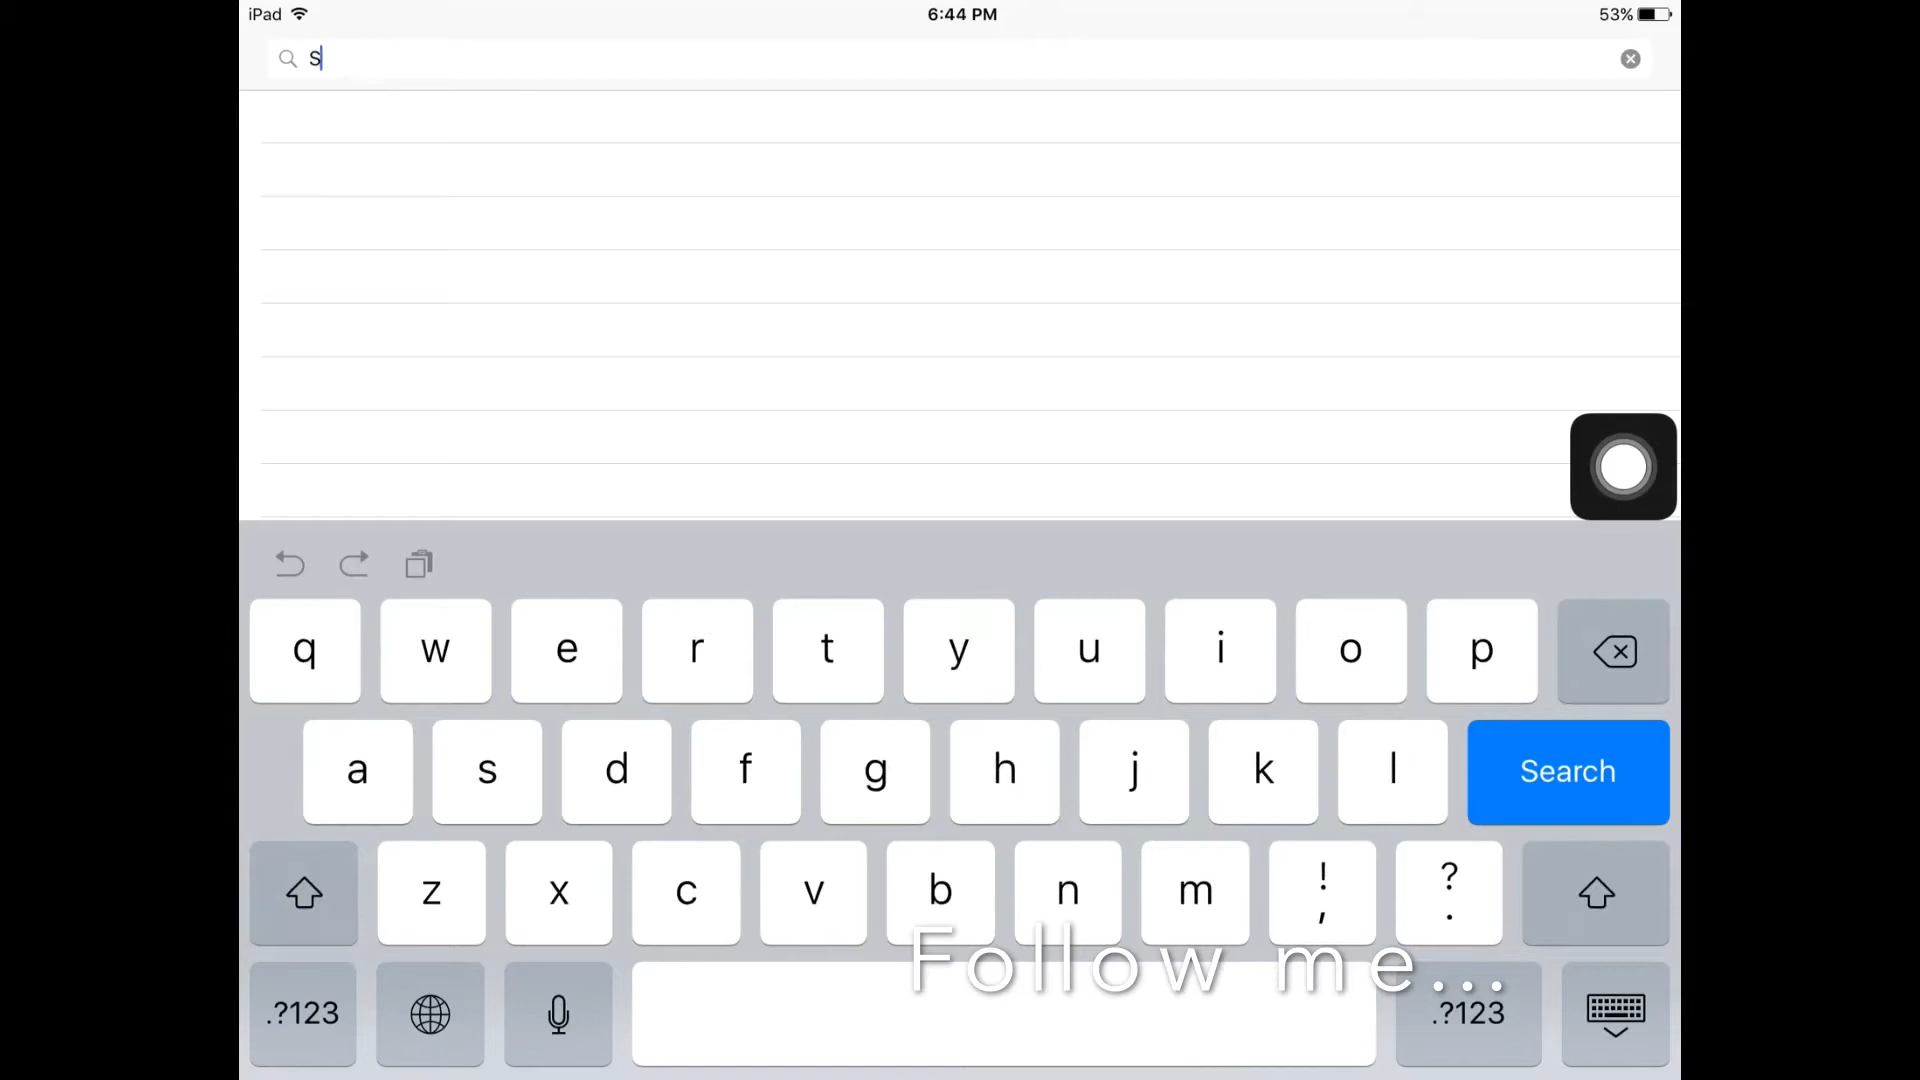 iPad 6:44 PM 53%
S
q w e r t y u i o p
a s d f g h j k l Search
z x c v b n m ! , ? .
Follow me...
.?123 .?123